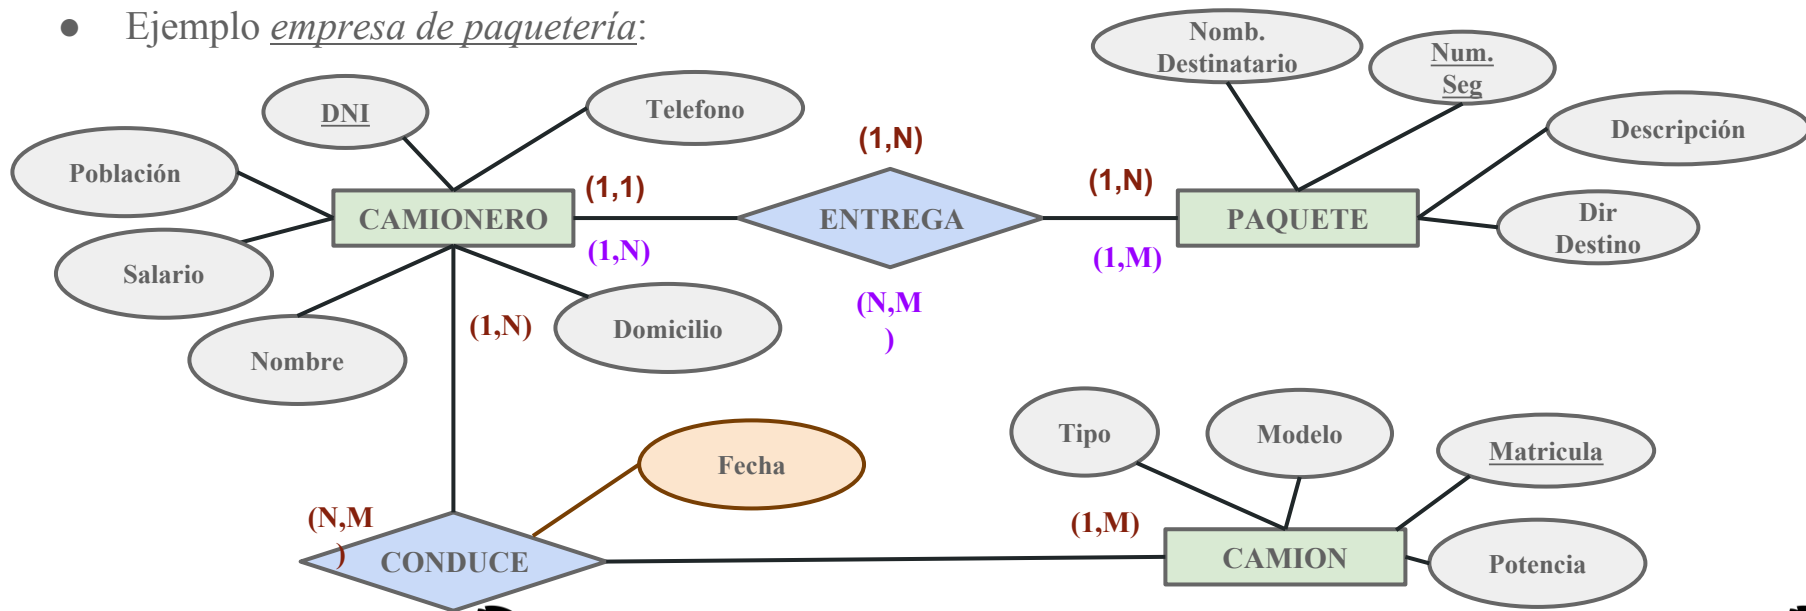 ● Ejemplo empresa de paquetería:
Nomb.
Destinatario
Num.
Seg
DNI
Telefono
Descripción
Población
(1,N)
(1,1)
(1,N)
CAMIONERO
ENTREGA
PAQUETE
Dir
Destino
(1,N)
(1,M)
Salario
(N,M
)
(1,N)
Domicilio
Nombre
Fecha
Tipo
Modelo
Matricula
(N,M
)
(1,M)
CONDUCE
CAMION
Potencia